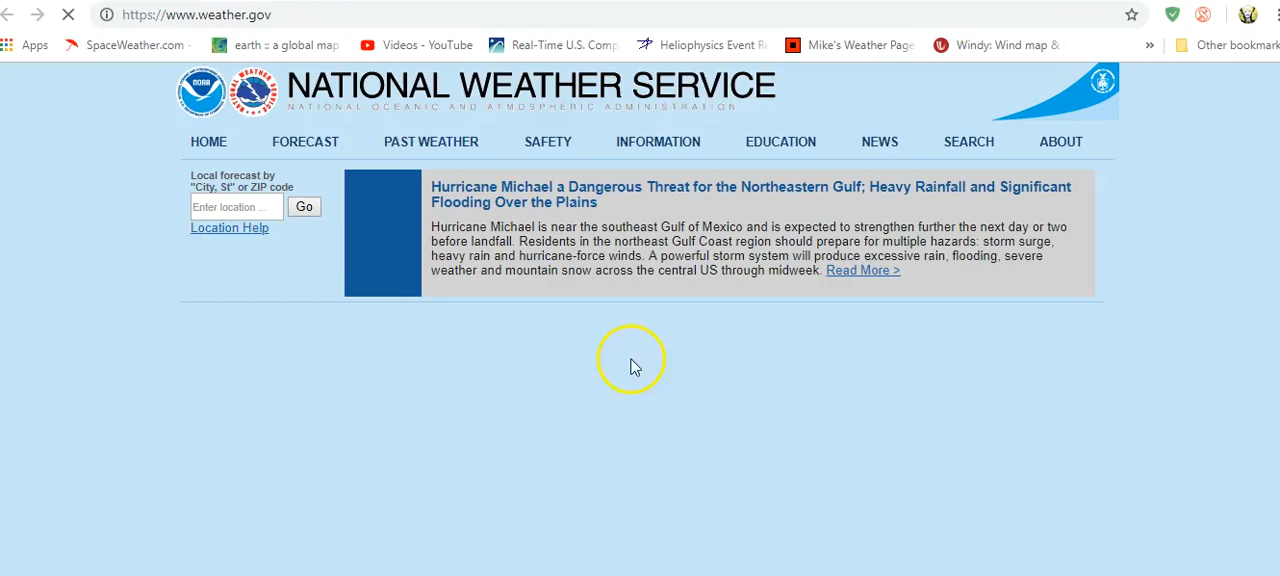 https://www.weather.gov
Apps SpaceWeather.com - earth :: a global map Videos - YouTube Real-Time U.S. Comp Heliophysics Event R Mike's Weather Page Windy: Wind map & » Other bookmark
NOAA
NATIONAL WEATHER SERVICE
NATIONAL OCEANIC AND ATMOSPHERIC ADMINISTRATION
HOME FORECAST PAST WEATHER SAFETY INFORMATION EDUCATION NEWS SEARCH ABOUT
Local forecast by
"City, St" or ZIP code
Enter location ... Go
Location Help
Hurricane Michael a Dangerous Threat for the Northeastern Gulf; Heavy Rainfall and Significant
Flooding Over the Plains
Hurricane Michael is near the southeast Gulf of Mexico and is expected to strengthen further the next day or two
before landfall. Residents in the northeast Gulf Coast region should prepare for multiple hazards: storm surge,
heavy rain and hurricane-force winds. A powerful storm system will produce excessive rain, flooding, severe
weather and mountain snow across the central US through midweek. Read More >